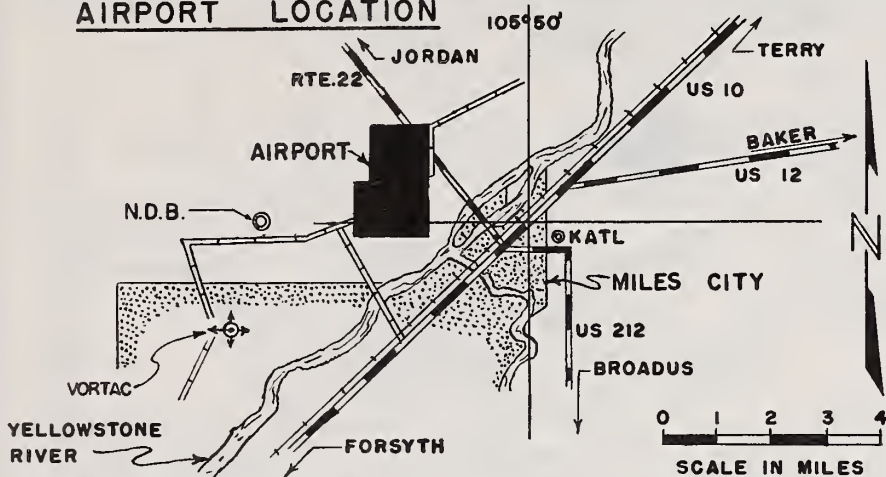 AIRPORT LOCATION
105°50'
JORDAN
TERRY
RTE.22
US 10
AIRPORT
BAKER
US 12
N.D.B.
N
KATL
MILES CITY
US 212
VORTAC
BROADUS
YELLOWSTONE
RIVER
FORSYTH
0 1 2 3 4
SCALE IN MILES